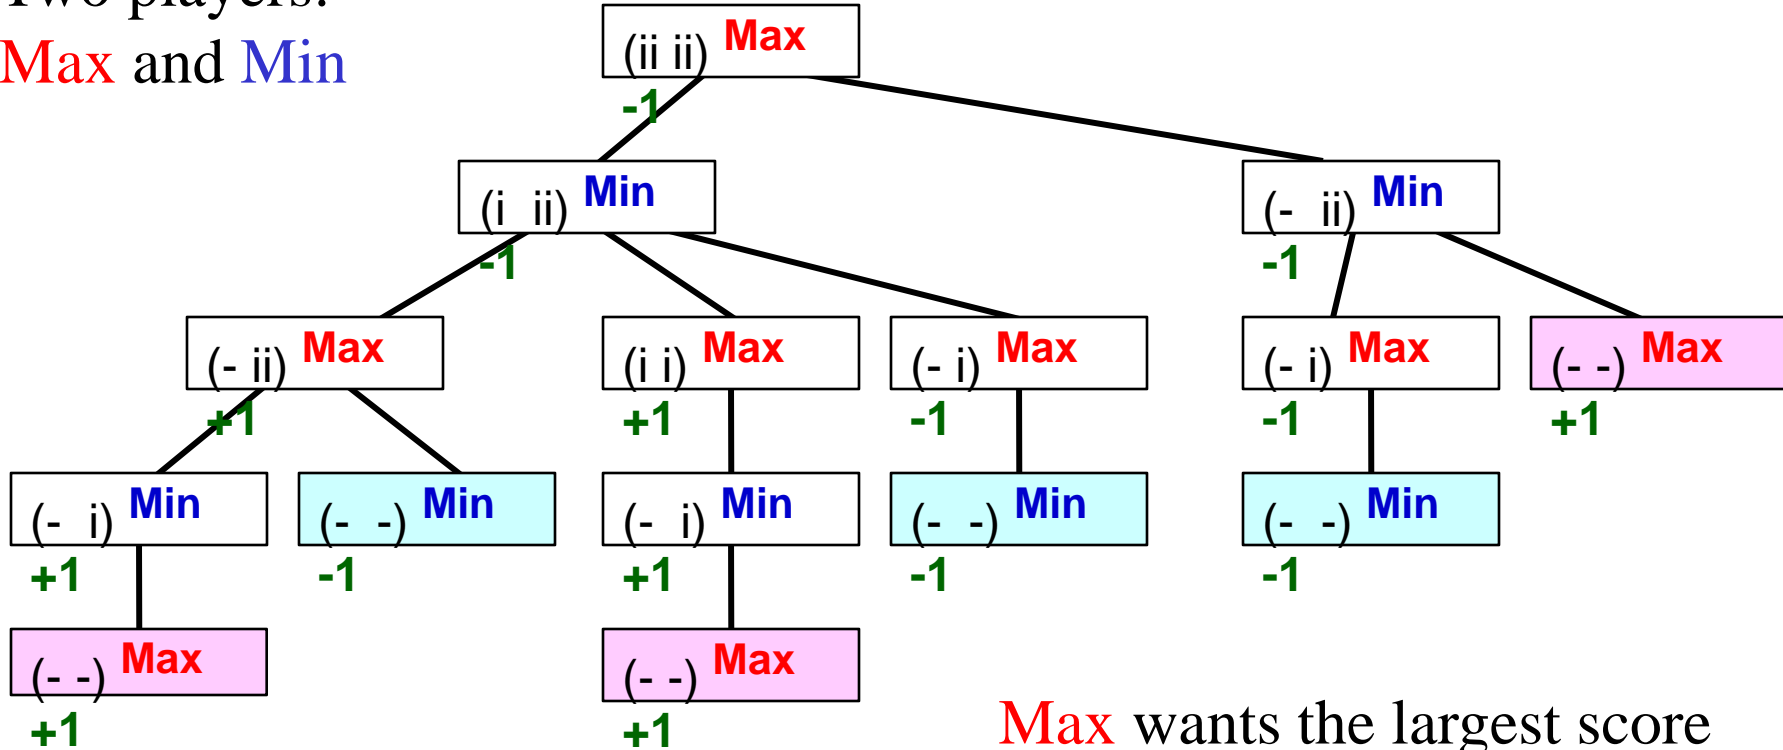 Two players:
Max and Min
(ii ii) Max
-1
(i ii) Min
-1
(- ii) Min
-1
(- ii) Max
+1
(i i) Max
+1
(- i) Max
-1
(- i) Max
-1
(- -) Max
+1
(- i) Min
+1
(- -) Min
-1
(- i) Min
+1
(- -) Min
-1
(- -) Min
-1
(- -) Max
+1
(- -) Max
+1
Max wants the largest score